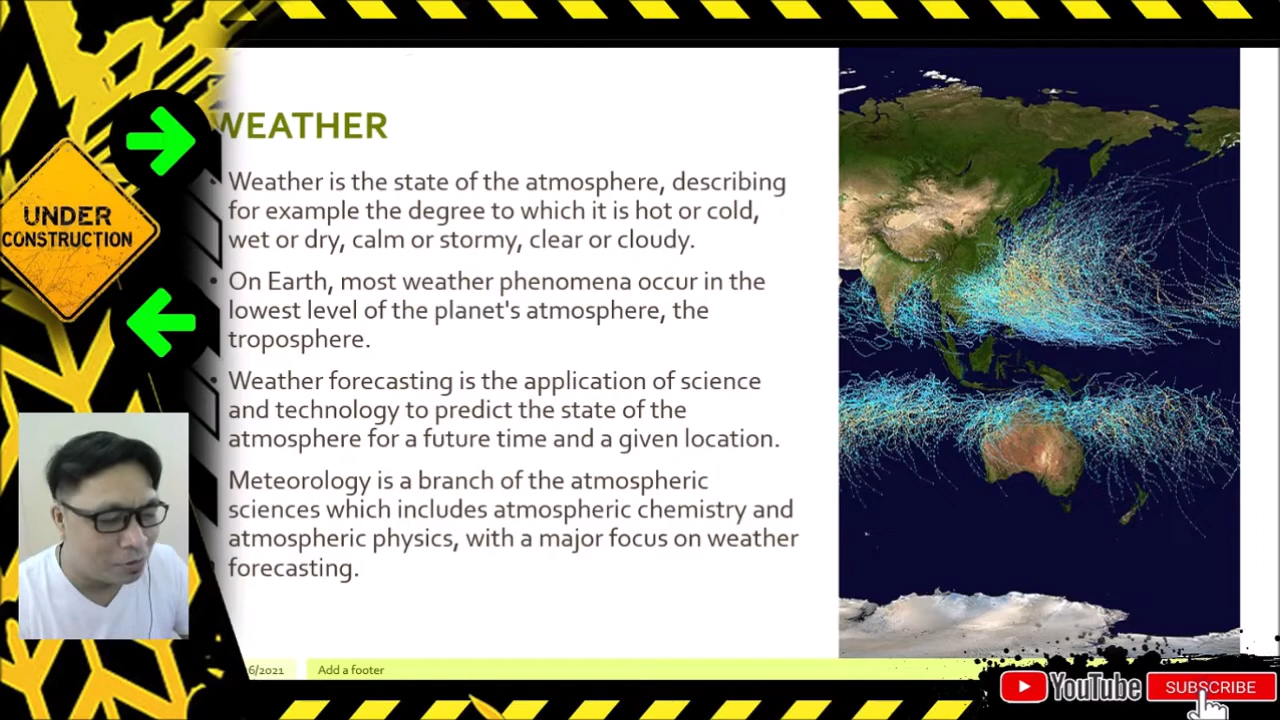 WEATHER
UNDER
CONSTRUCTION
• Weather is the state of the atmosphere, describing
for example the degree to which it is hot or cold,
wet or dry, calm or stormy, clear or cloudy.
• On Earth, most weather phenomena occur in the
lowest level of the planet's atmosphere, the
troposphere.
• Weather forecasting is the application of science
and technology to predict the state of the
atmosphere for a future time and a given location.
Meteorology is a branch of the atmospheric
sciences which includes atmospheric chemistry and
atmospheric physics, with a major focus on weather
forecasting.
6/2021
Add a footer
YouTube
SUBSCRIBE